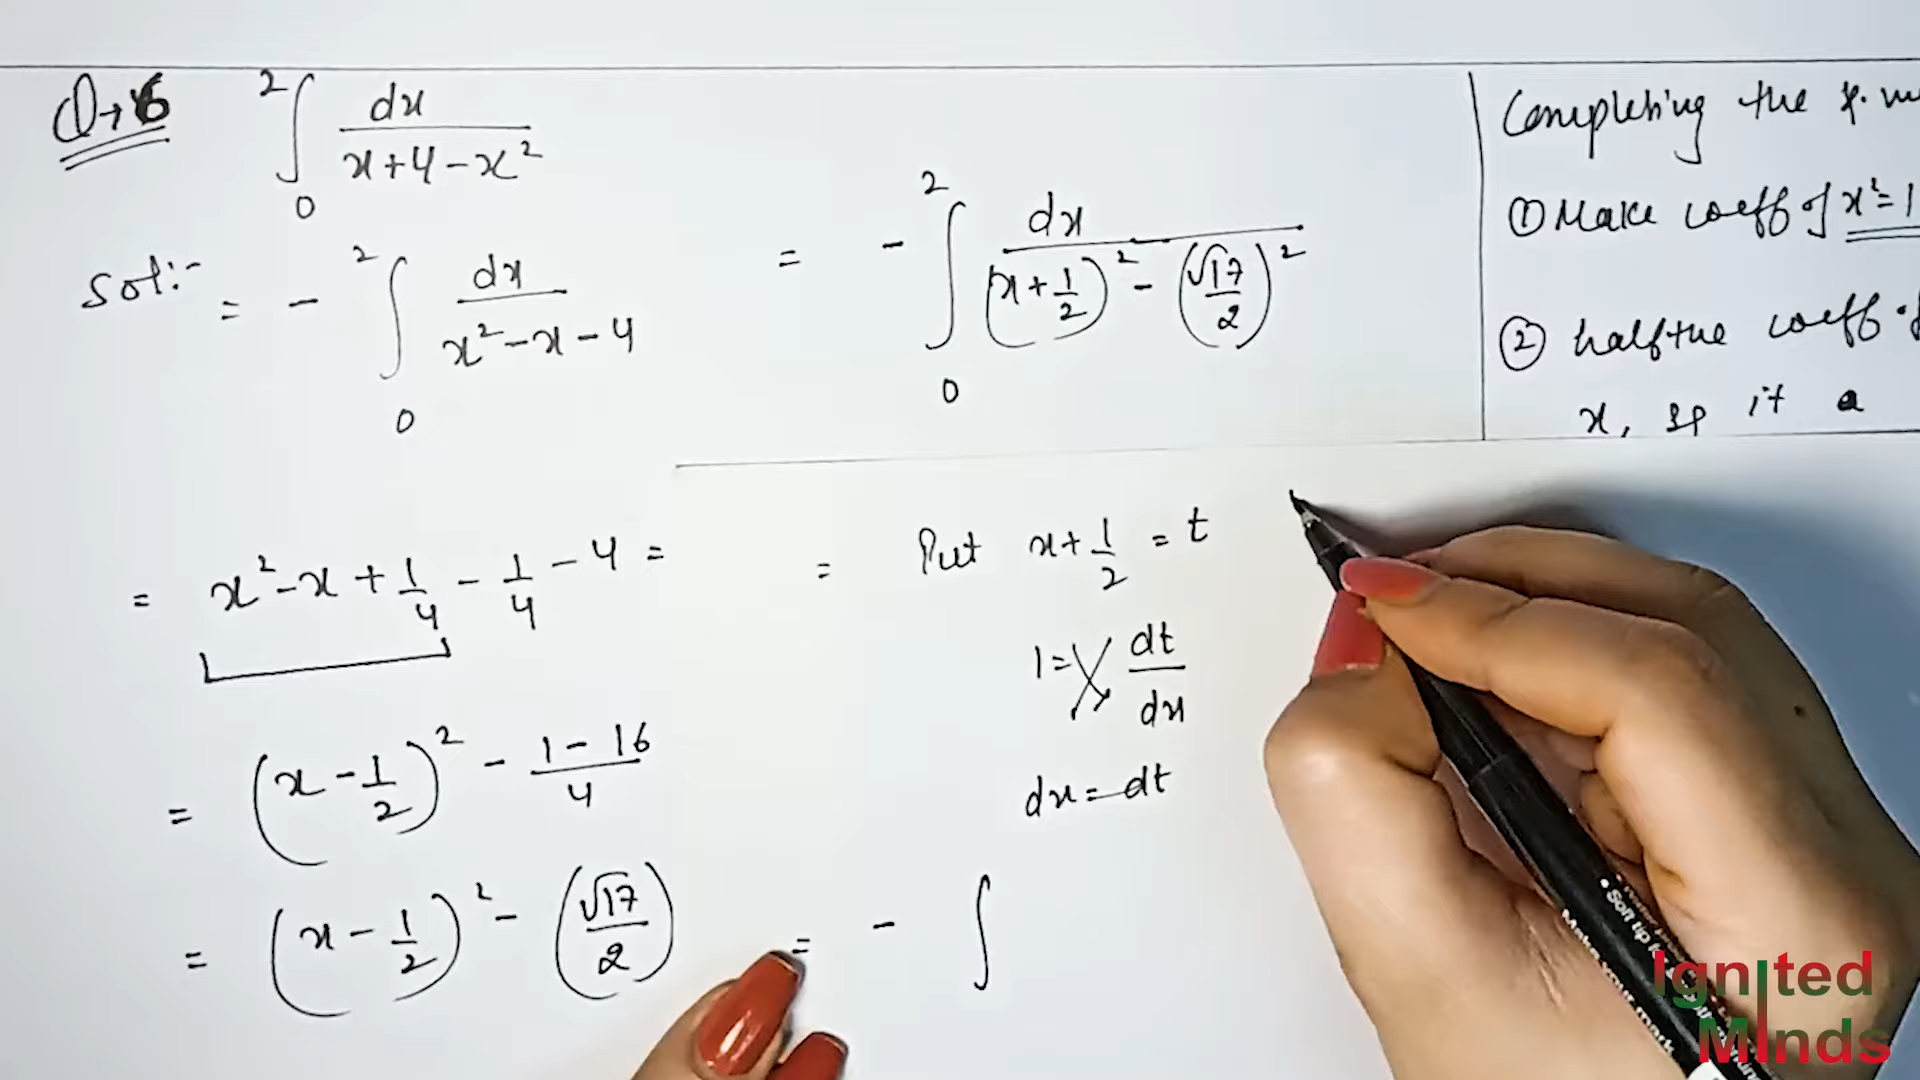 Q→6 ²∫₀ dx / (x+4-x²)
Sol:- = - ²∫₀ dx / (x²-x-4)
= x²-x+1/4 - 1/4 - 4 =
= (x - 1/2)² - (1-16)/4
= (x - 1/2)² - (√17/2)
= - ²∫₀ dx / ((x+1/2)² - (√17/2)²)
= Put x+1/2 = t
1 = dt/dx
dx = dt
= - ∫
Completing the
① Make coeff of x²=1
② half the coeff of
x, it a
Soft tip
Ignited
Minds